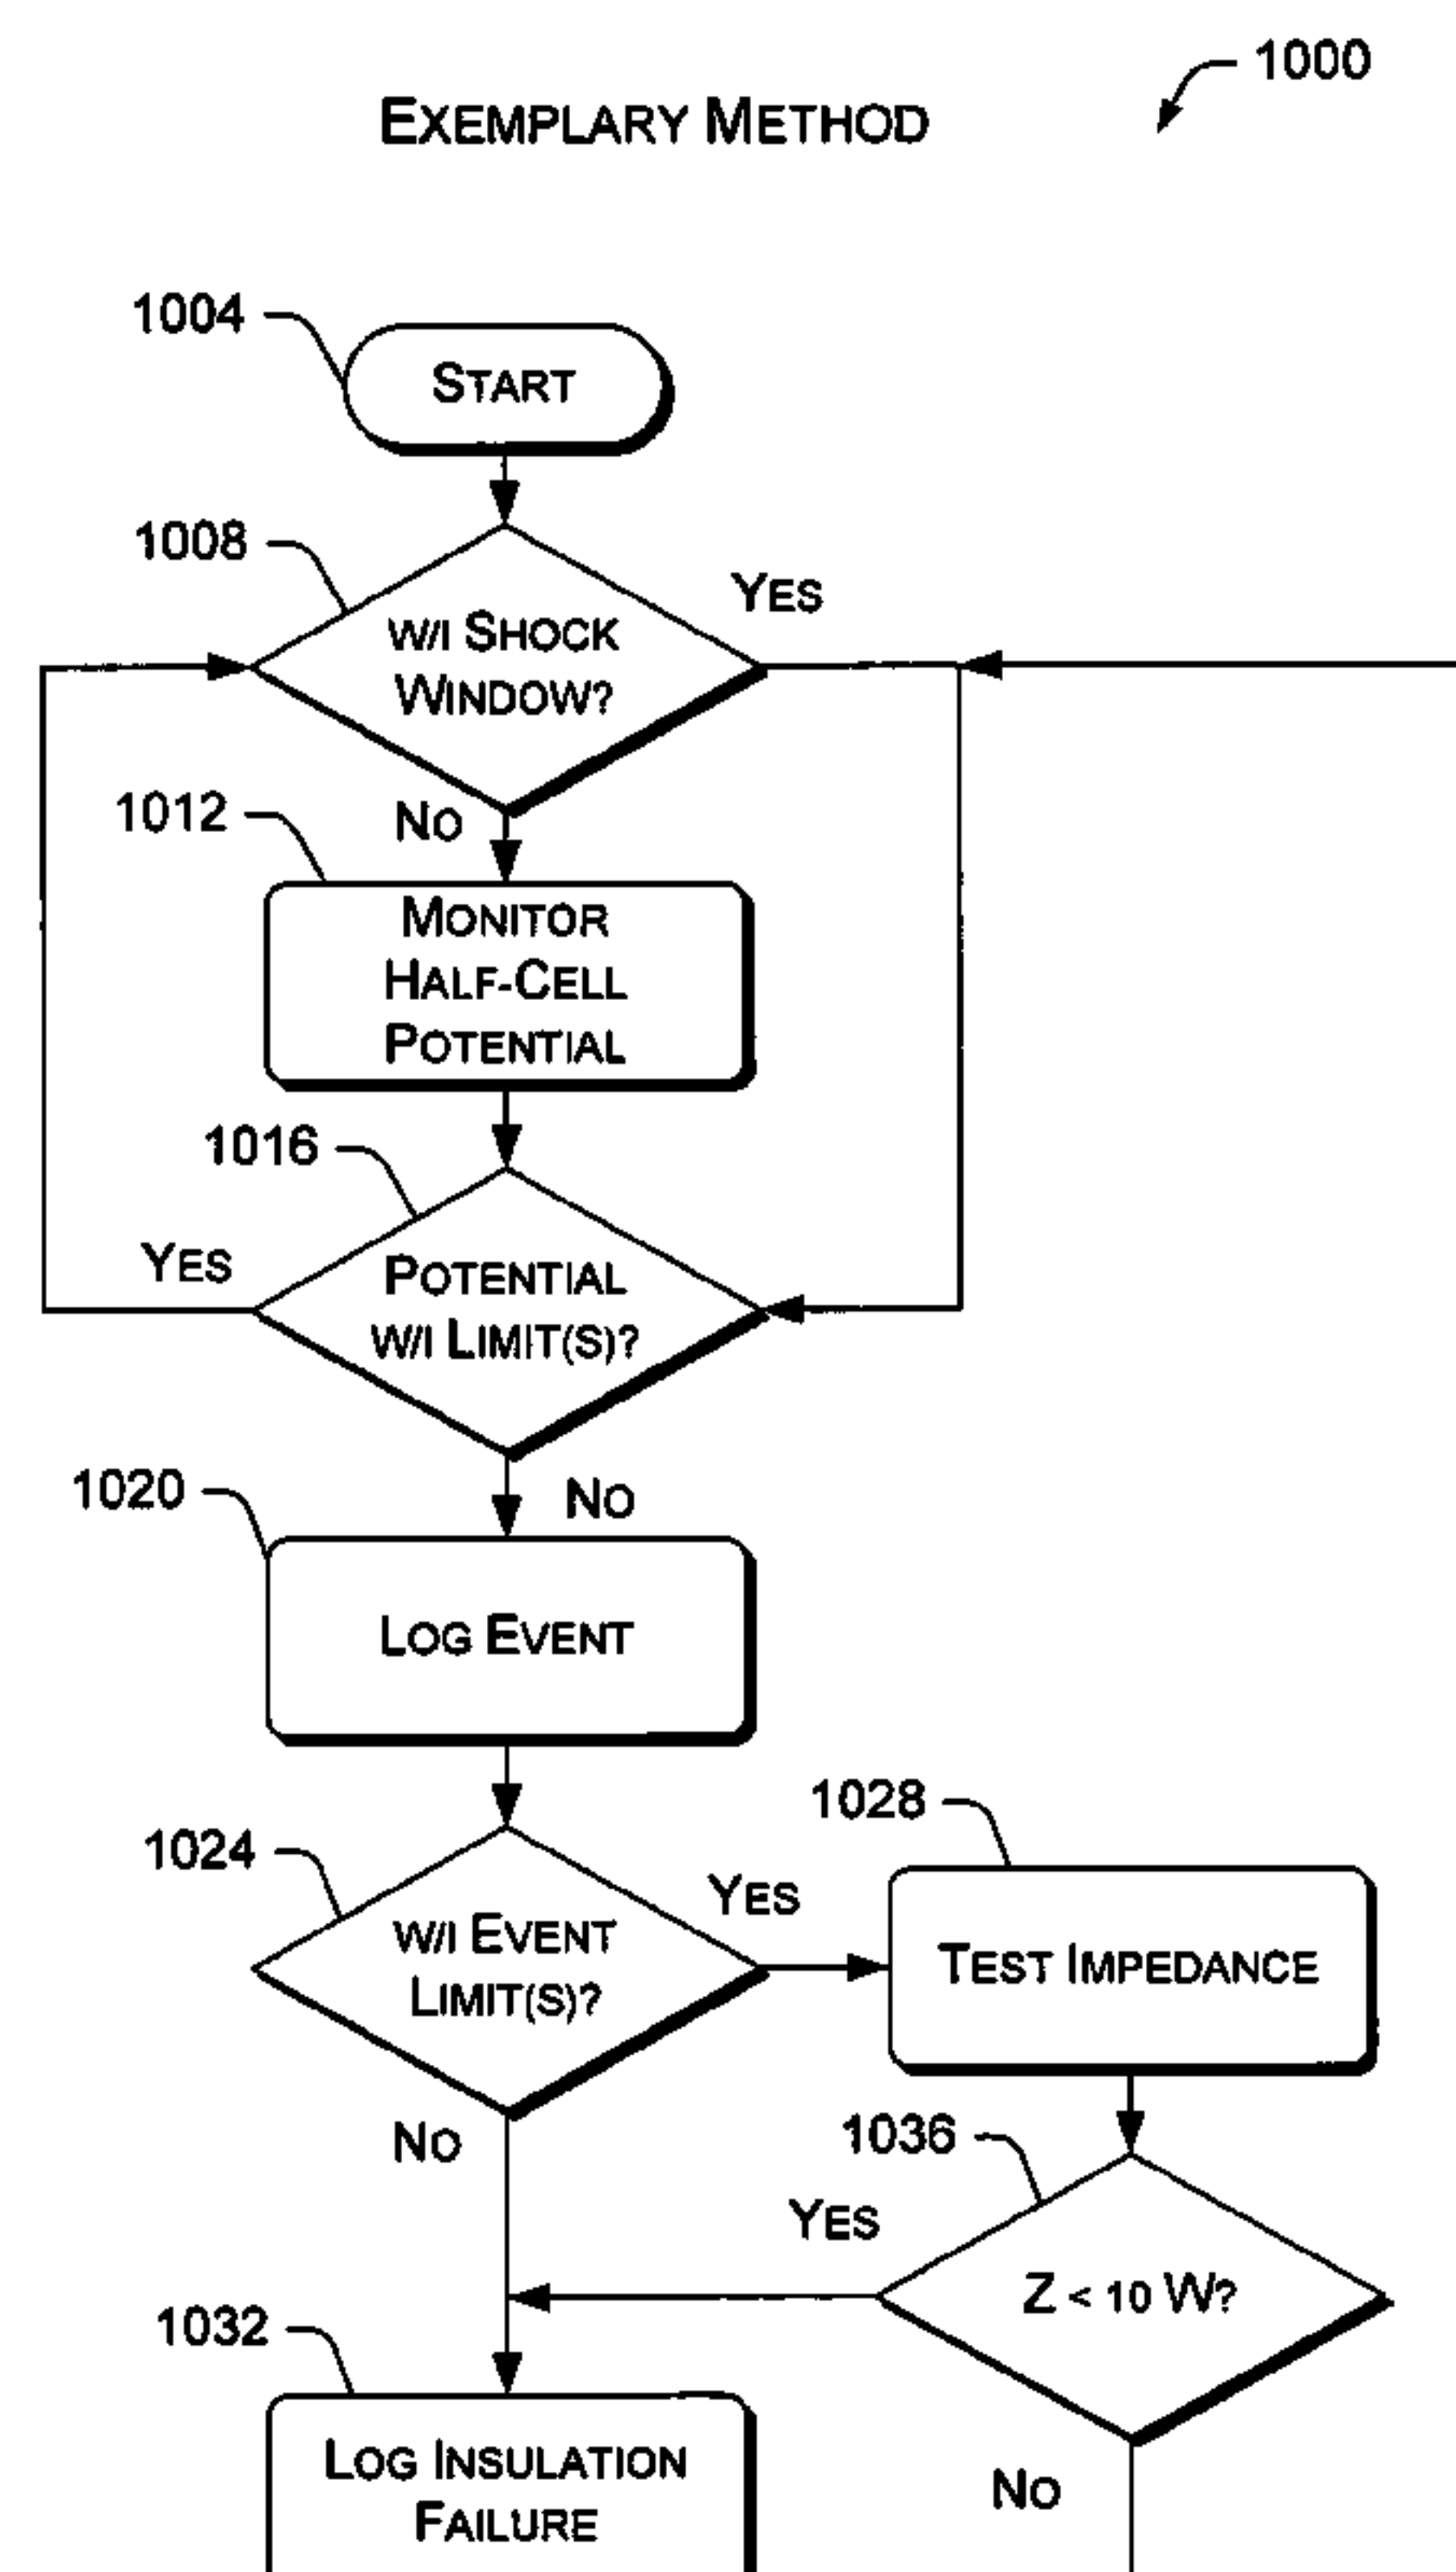 1000
EXEMPLARY METHOD
1004
START
1008
YES
W/I SHOCK
WINDOW?
1012
NO
MONITOR
HALF-CELL
POTENTIAL
1016
YES
POTENTIAL
W/I LIMIT(S)?
1020
NO
LOG EVENT
1028
1024
YES
W/I EVENT
LIMIT(S)?
TEST IMPEDANCE
NO
1036
YES
Z < 10 W?
1032
LOG INSULATION
FAILURE
NO